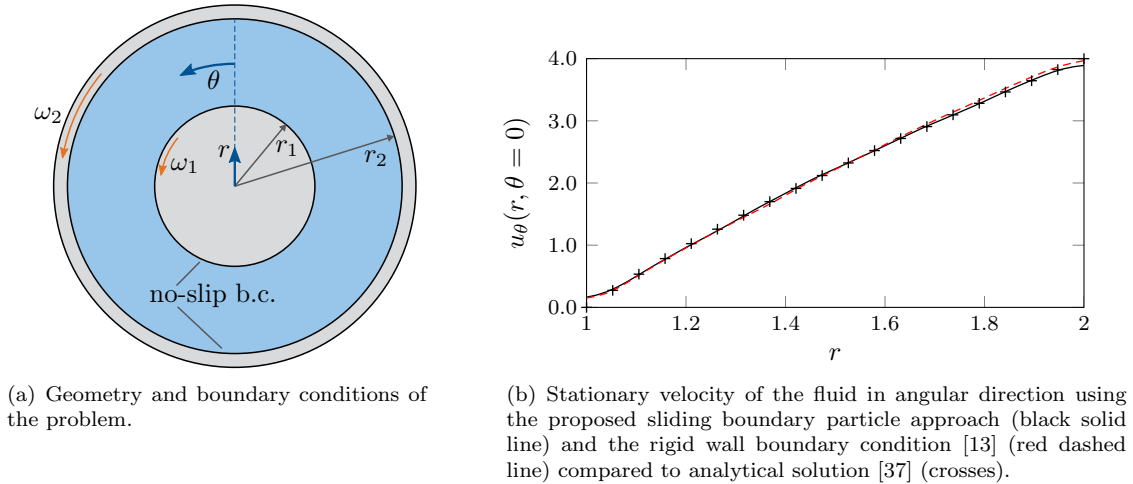 θ
ω₂
ω₁
r
r₁
r₂
no-slip b.c.
(a) Geometry and boundary conditions of
the problem.
4.0
3.0
2.0
1.0
0.0
u_θ(r, θ = 0)
1
1.2
1.4
1.6
1.8
2
r
(b) Stationary velocity of the fluid in angular direction using
the proposed sliding boundary particle approach (black solid
line) and the rigid wall boundary condition [13] (red dashed
line) compared to analytical solution [37] (crosses).